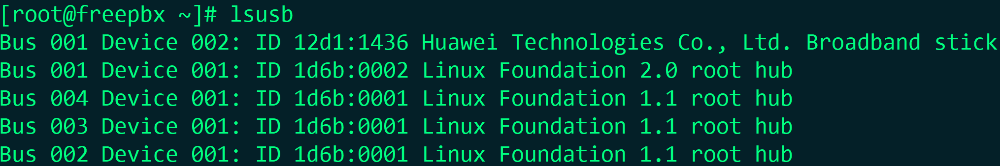 [root@freepbx ~]# lsusb
Bus 001 Device 002: ID 12d1:1436 Huawei Technologies Co., Ltd. Broadband stick
Bus 001 Device 001: ID 1d6b:0002 Linux Foundation 2.0 root hub
Bus 004 Device 001: ID 1d6b:0001 Linux Foundation 1.1 root hub
Bus 003 Device 001: ID 1d6b:0001 Linux Foundation 1.1 root hub
Bus 002 Device 001: ID 1d6b:0001 Linux Foundation 1.1 root hub